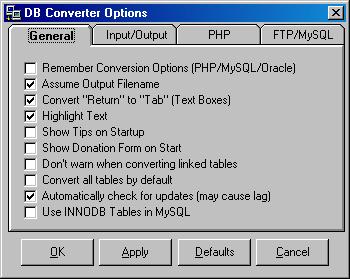 DB Converter Options
General Input/Output PHP FTP/MySQL
Remember Conversion Options (PHP/MySQL/Oracle)
Assume Output Filename
Convert "Return" to "Tab" (Text Boxes)
Highlight Text
Show Tips on Startup
Show Donation Form on Start
Don't warn when converting linked tables
Convert all tables by default
Automatically check for updates (may cause lag)
Use INNODB Tables in MySQL
OK Apply Defaults Cancel